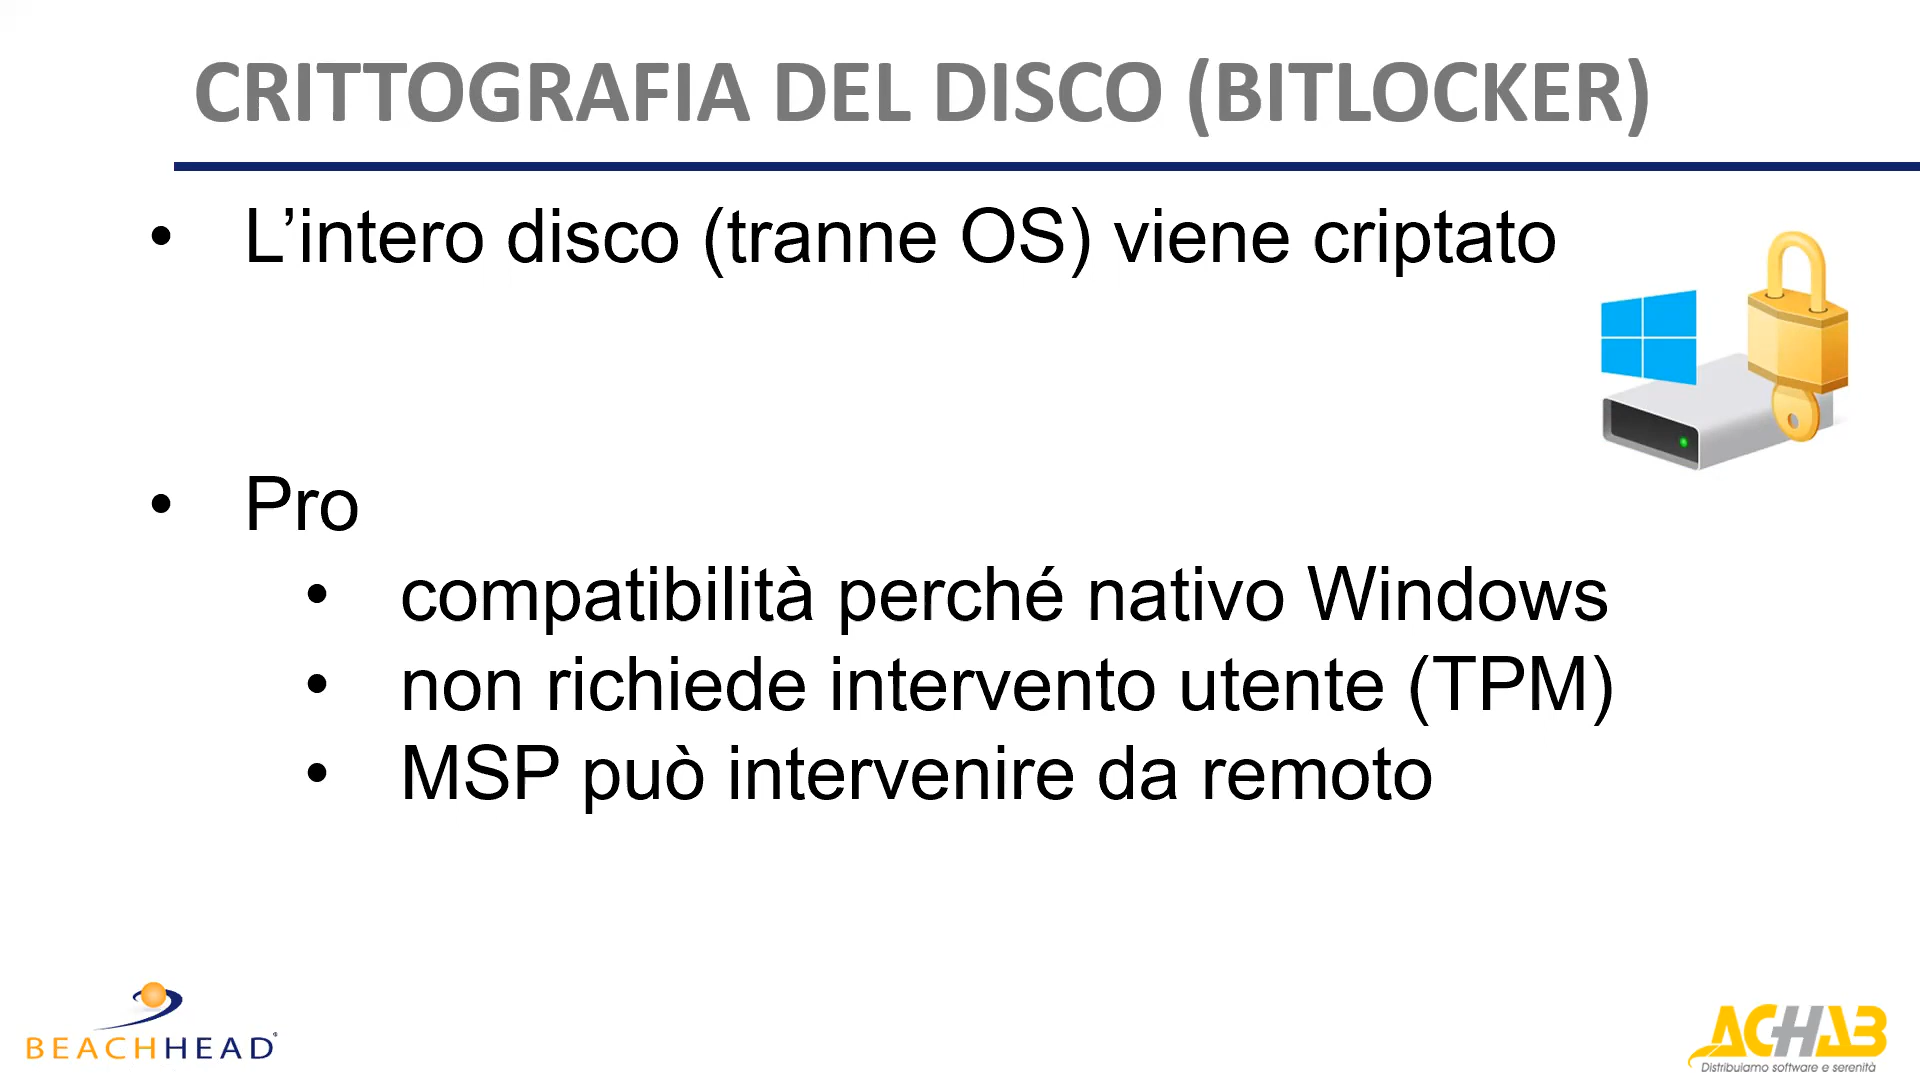 CRITTOGRAFIA DEL DISCO (BITLOCKER)
• L’intero disco (tranne OS) viene criptato
• Pro
• compatibilità perché nativo Windows
• non richiede intervento utente (TPM)
• MSP può intervenire da remoto
BEACHHEAD®
ACHAB
Distribuiamo software e serenità